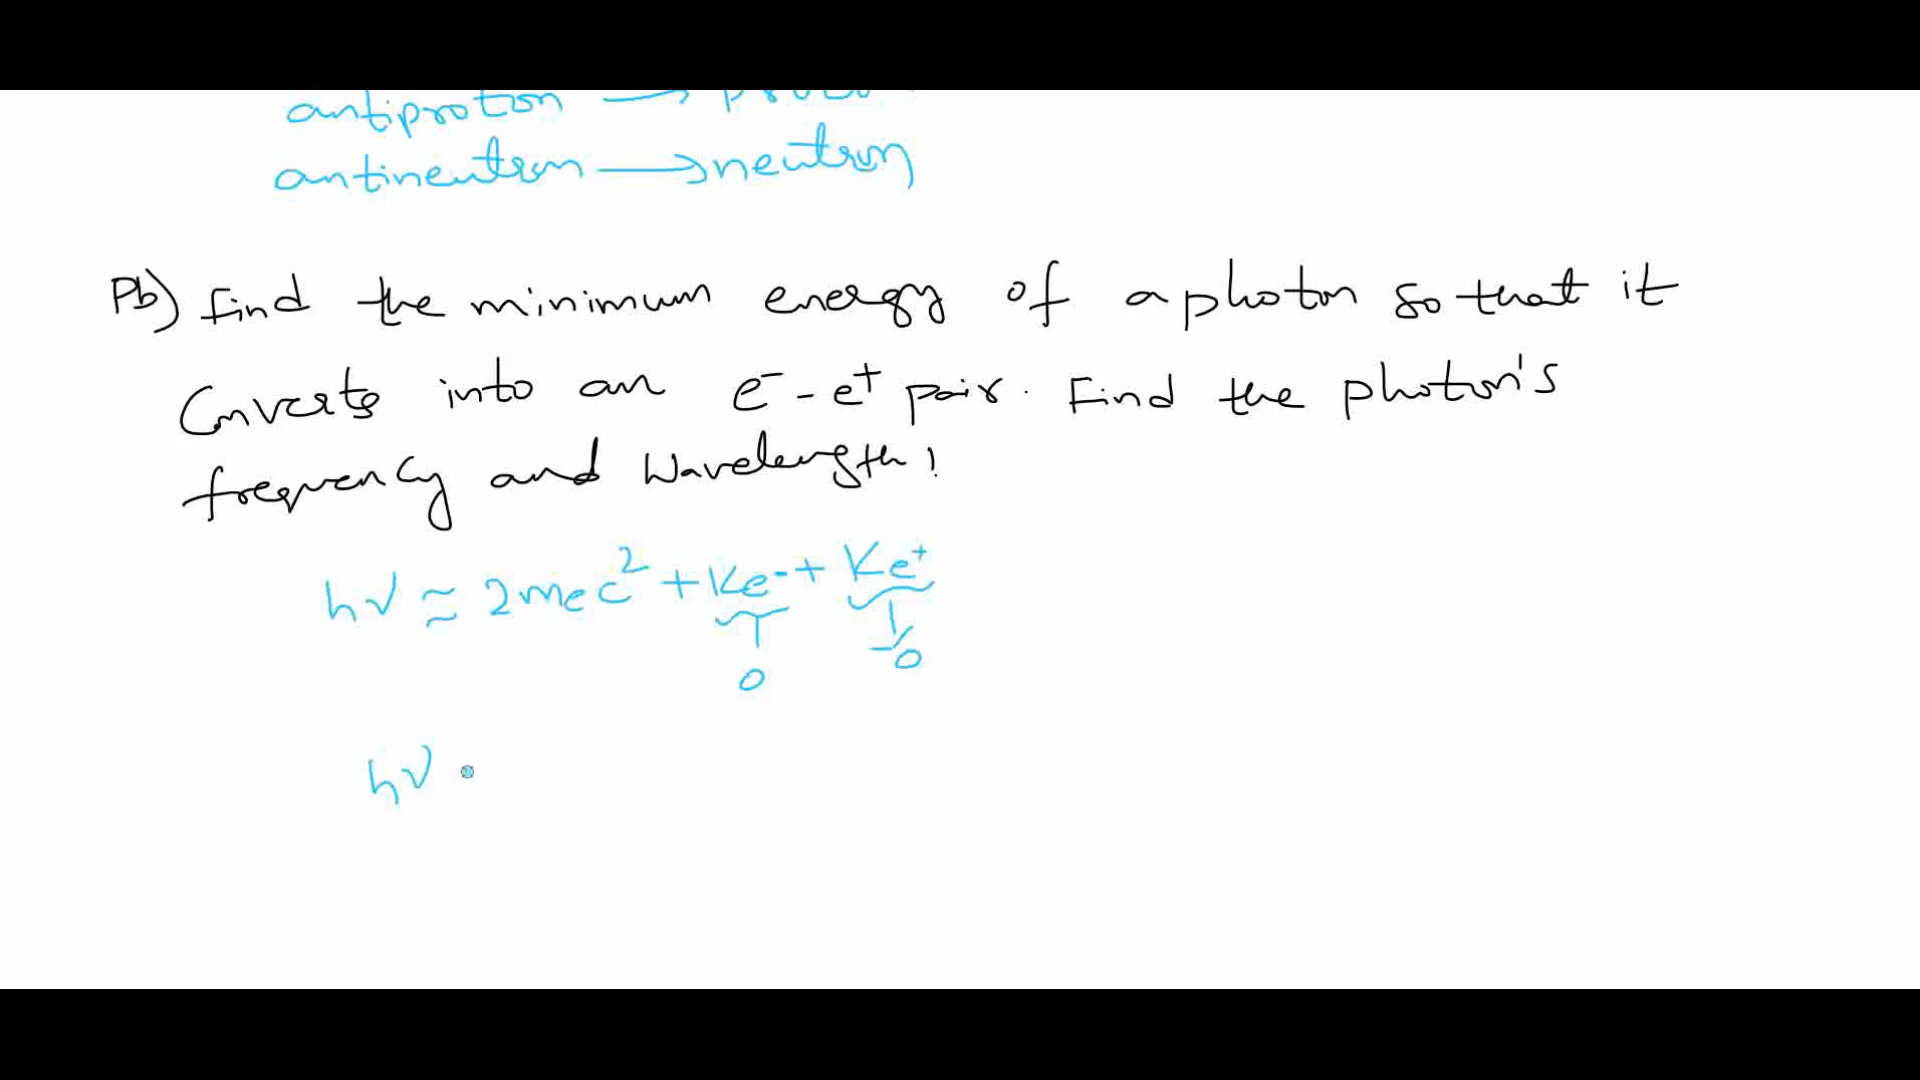 antiproton →
antineutron → neutron
Pb) Find the minimum energy of a photon so that it
Converts into an e⁻ - e⁺ pair. Find the photon's
frequency and wavelength!
hν ≈ 2mec² + Ke⁻ + Ke⁺
0 0
hν